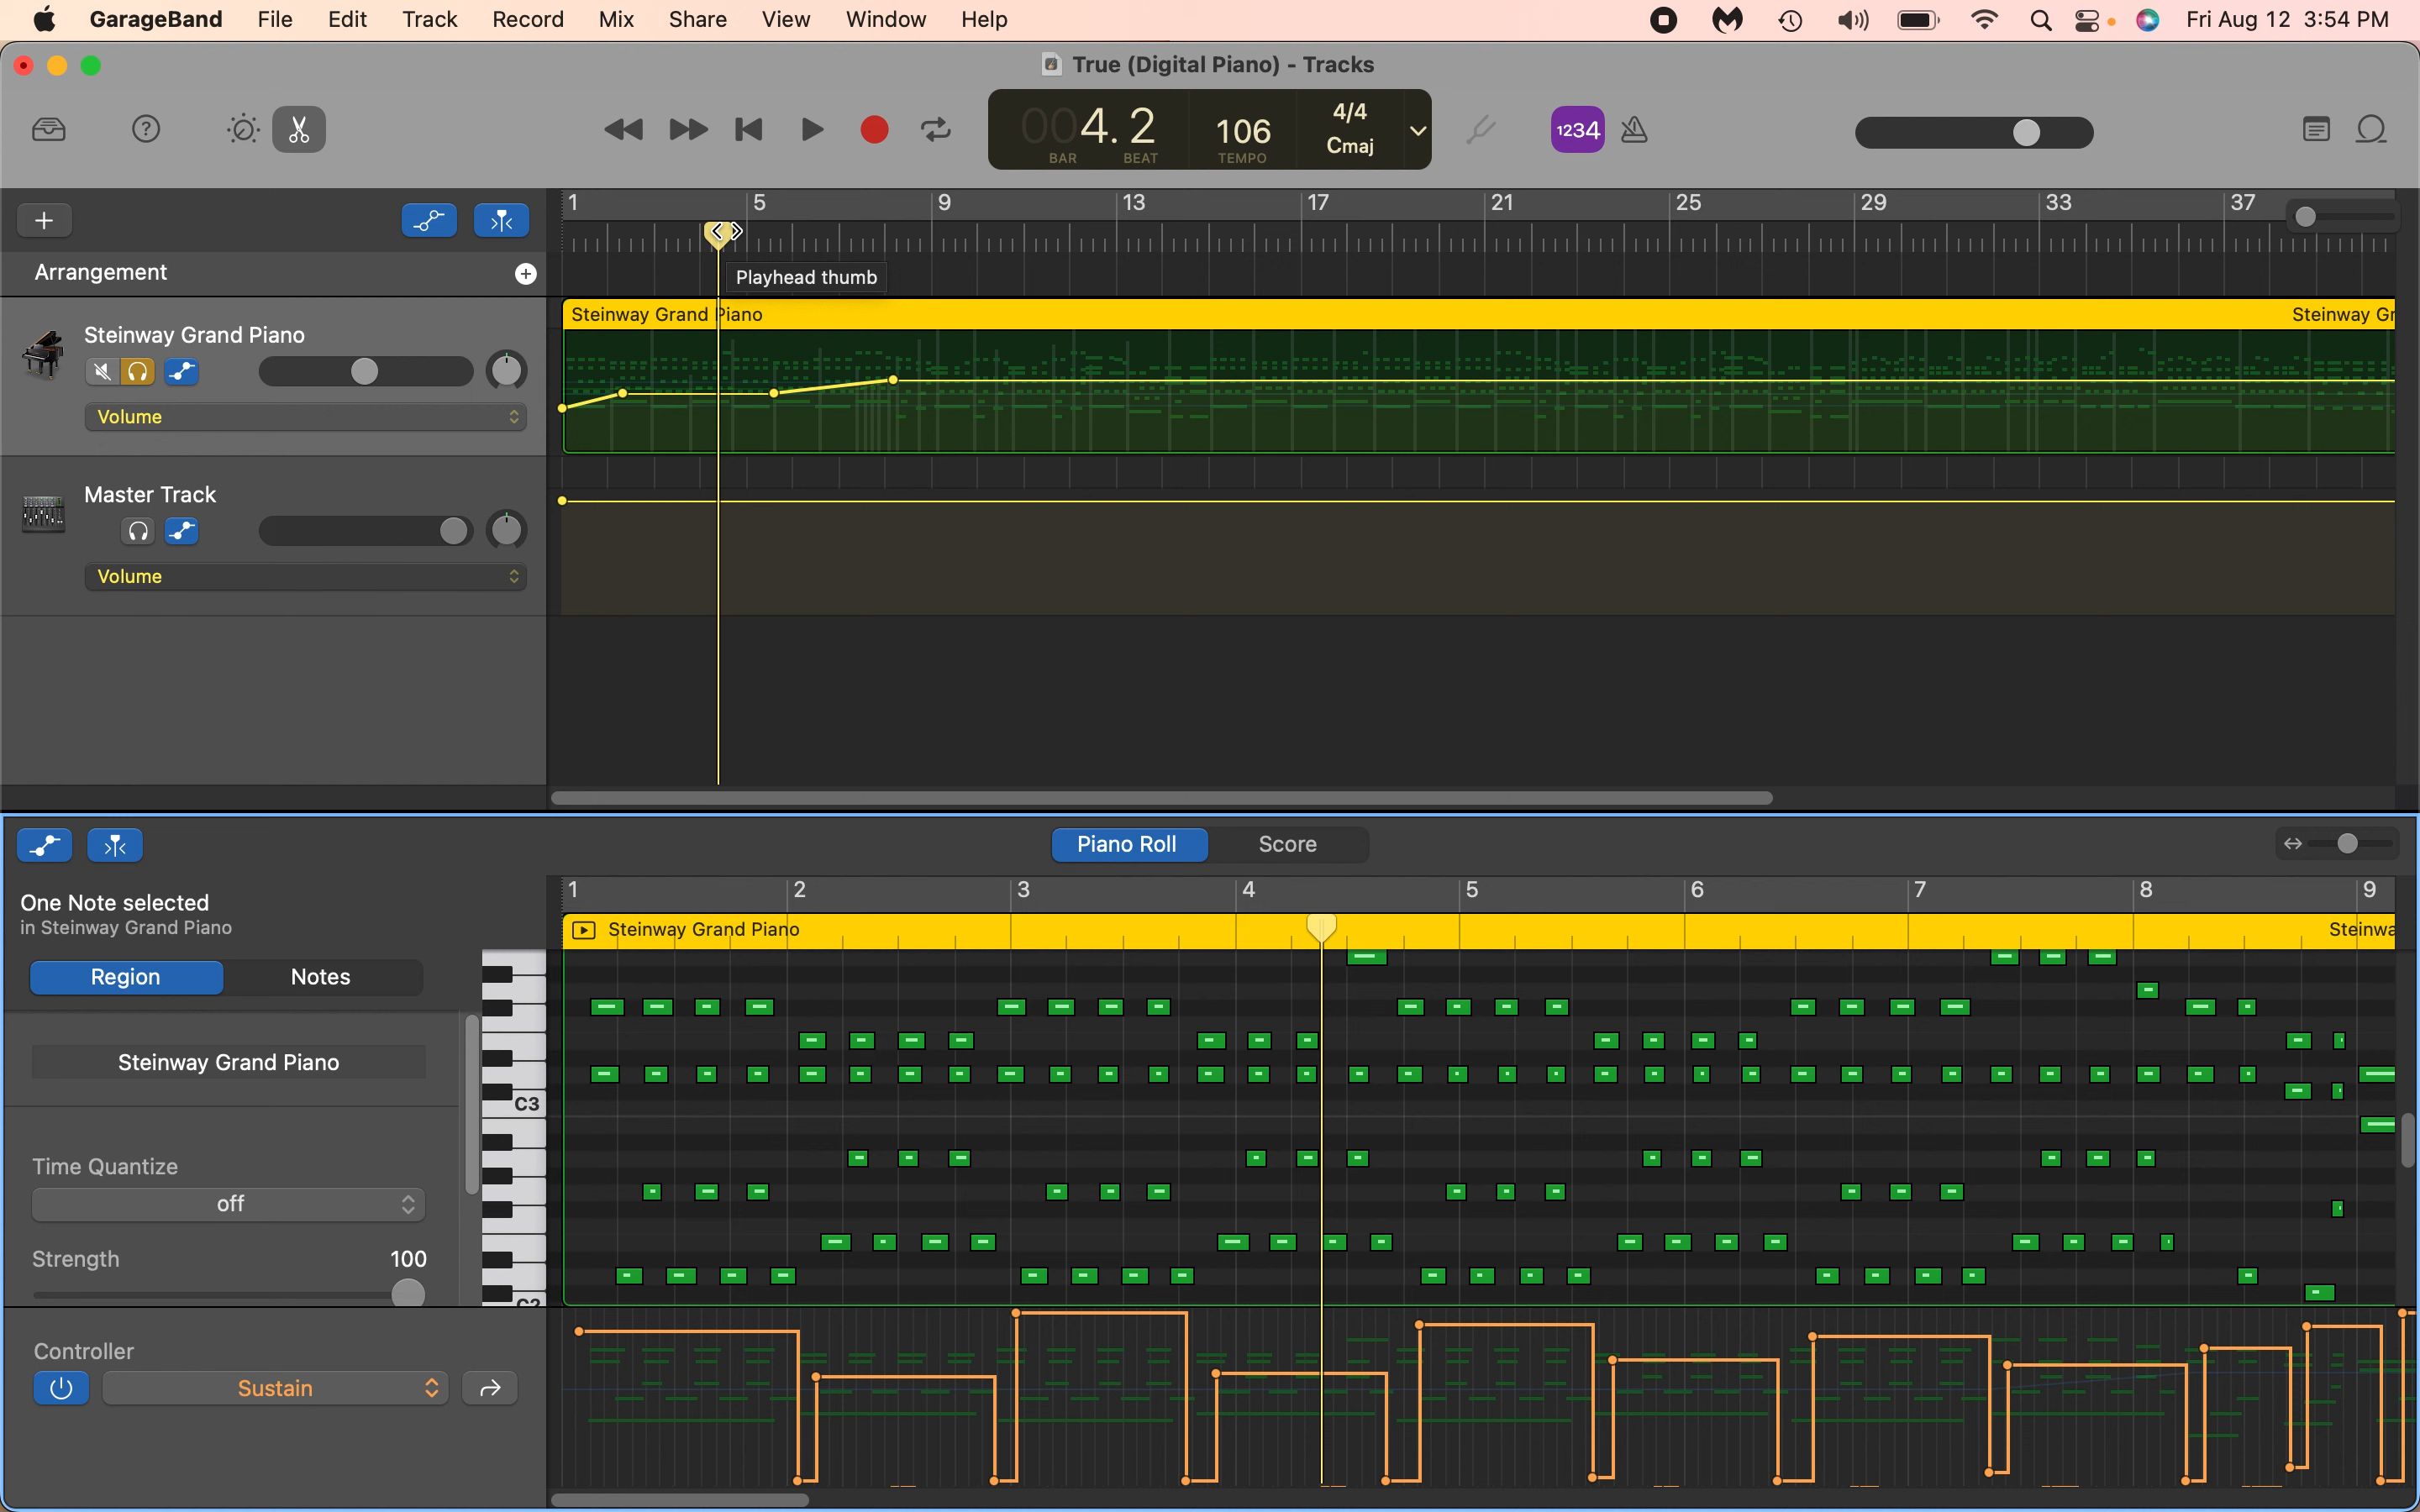 GarageBand File Edit Track Record Mix Share View Window Help Fri Aug 12 3:54 PM
True (Digital Piano) - Tracks
004.2 106 4/4
Cmaj
BAR BEAT TEMPO
1234
1 5 9 13 17 21 25 29 33 37
Arrangement
Playhead thumb
Steinway Grand Piano Steinway Gr
Steinway Grand Piano
Volume
Master Track
Volume
Piano Roll Score
1 2 3 4 5 6 7 8 9
One Note selected
in Steinway Grand Piano
Steinway Grand Piano Steinwa
Region Notes
Steinway Grand Piano
C3
Time Quantize
off
Strength 100
C2
Controller
Sustain